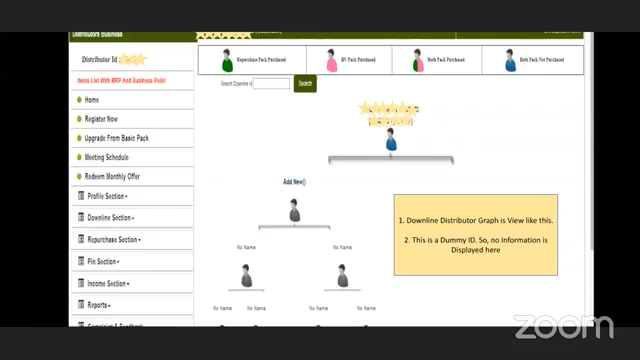 Distributors Business
Distributor Id :
Items List With MRP And Business Point
Home
Register Now
Upgrade From Basic Pack
Meeting Schedule
Redeem Monthly Offer
Profile Section
Downline Section
Repurchase Section
Pin Section
Income Section
Reports
Complaint & Feedback
Repurchase Pack Purchased
BV Pack Purchased
Both Pack Purchased
Both Pack Not Purchased
Search Downline Id
Search
Add New()
No Name No Name
No Name No Name No Name No Name
1. Downline Distributor Graph is View like this.
2. This is a Dummy ID. So, no Information is
Displayed here
zoom